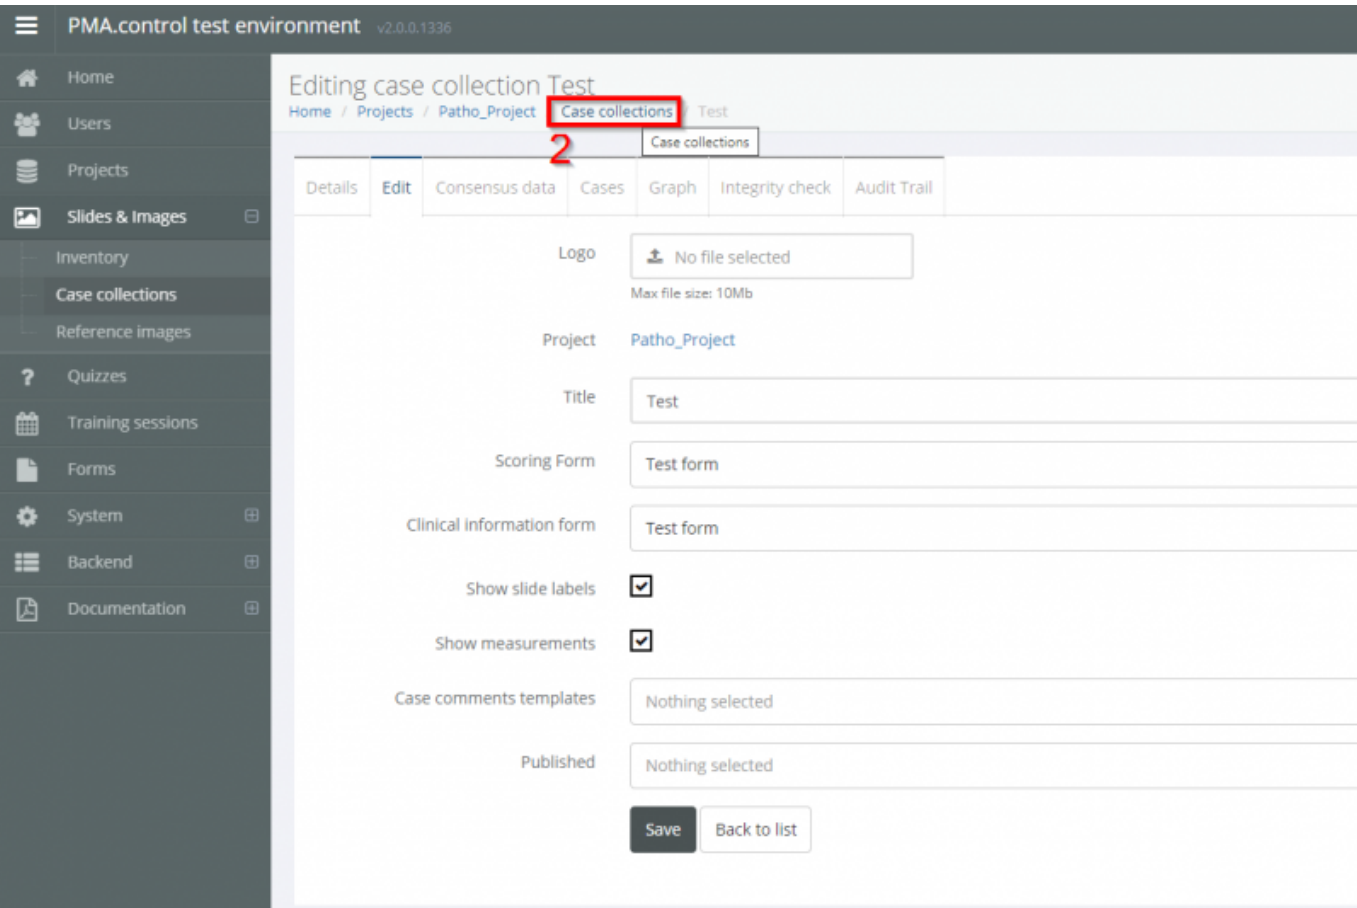 PMA.control test environment v2.0.0.1336
Home
Users
Projects
Slides & Images
Inventory
Case collections
Reference images
Quizzes
Training sessions
Forms
System
Backend
Documentation
Editing case collection Test
Home / Projects / Patho_Project Case collections / Test
2
Case collections
Details Edit Consensus data Cases Graph Integrity check Audit Trail
Logo No file selected
Max file size: 10Mb
Project Patho_Project
Title Test
Scoring Form Test form
Clinical information form Test form
Show slide labels
Show measurements
Case comments templates Nothing selected
Published Nothing selected
Save Back to list